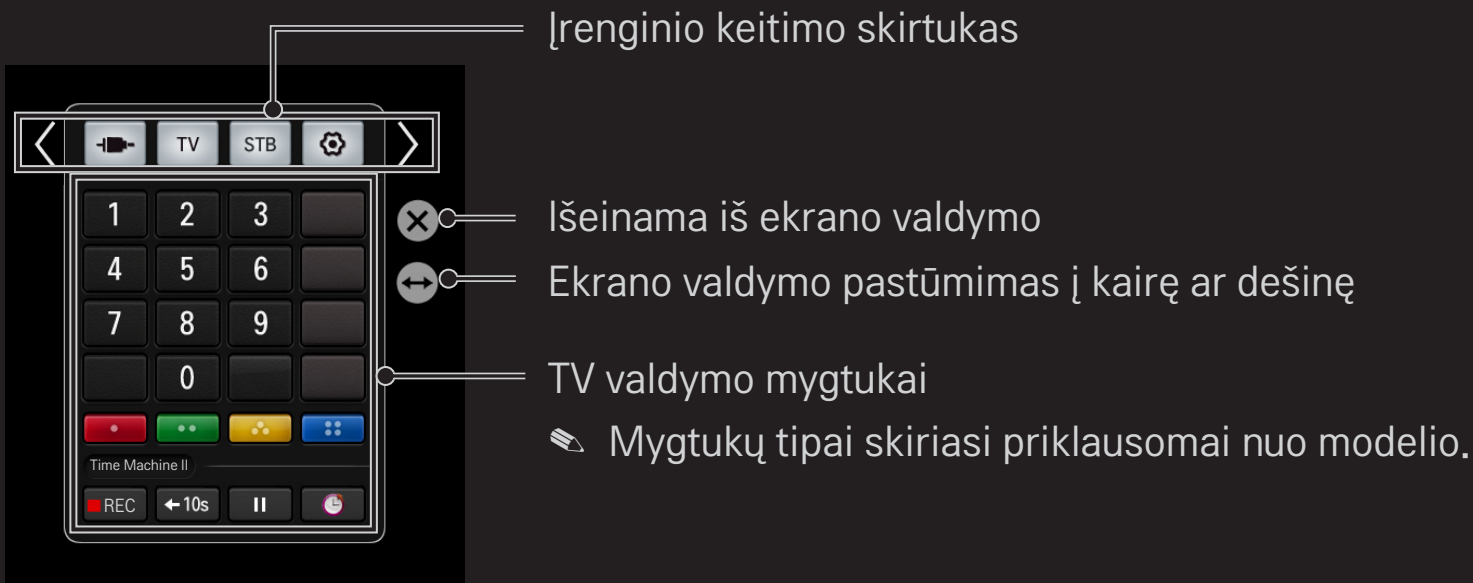 Įrenginio keitimo skirtukas
TV STB
1 2 3
Išeinama iš ekrano valdymo
4 5 6
Ekrano valdymo pastūmimas į kairę ar dešinę
7 8 9
0
TV valdymo mygtukai
✎ Mygtukų tipai skiriasi priklausomai nuo modelio.
Time Machine II
REC ←10s